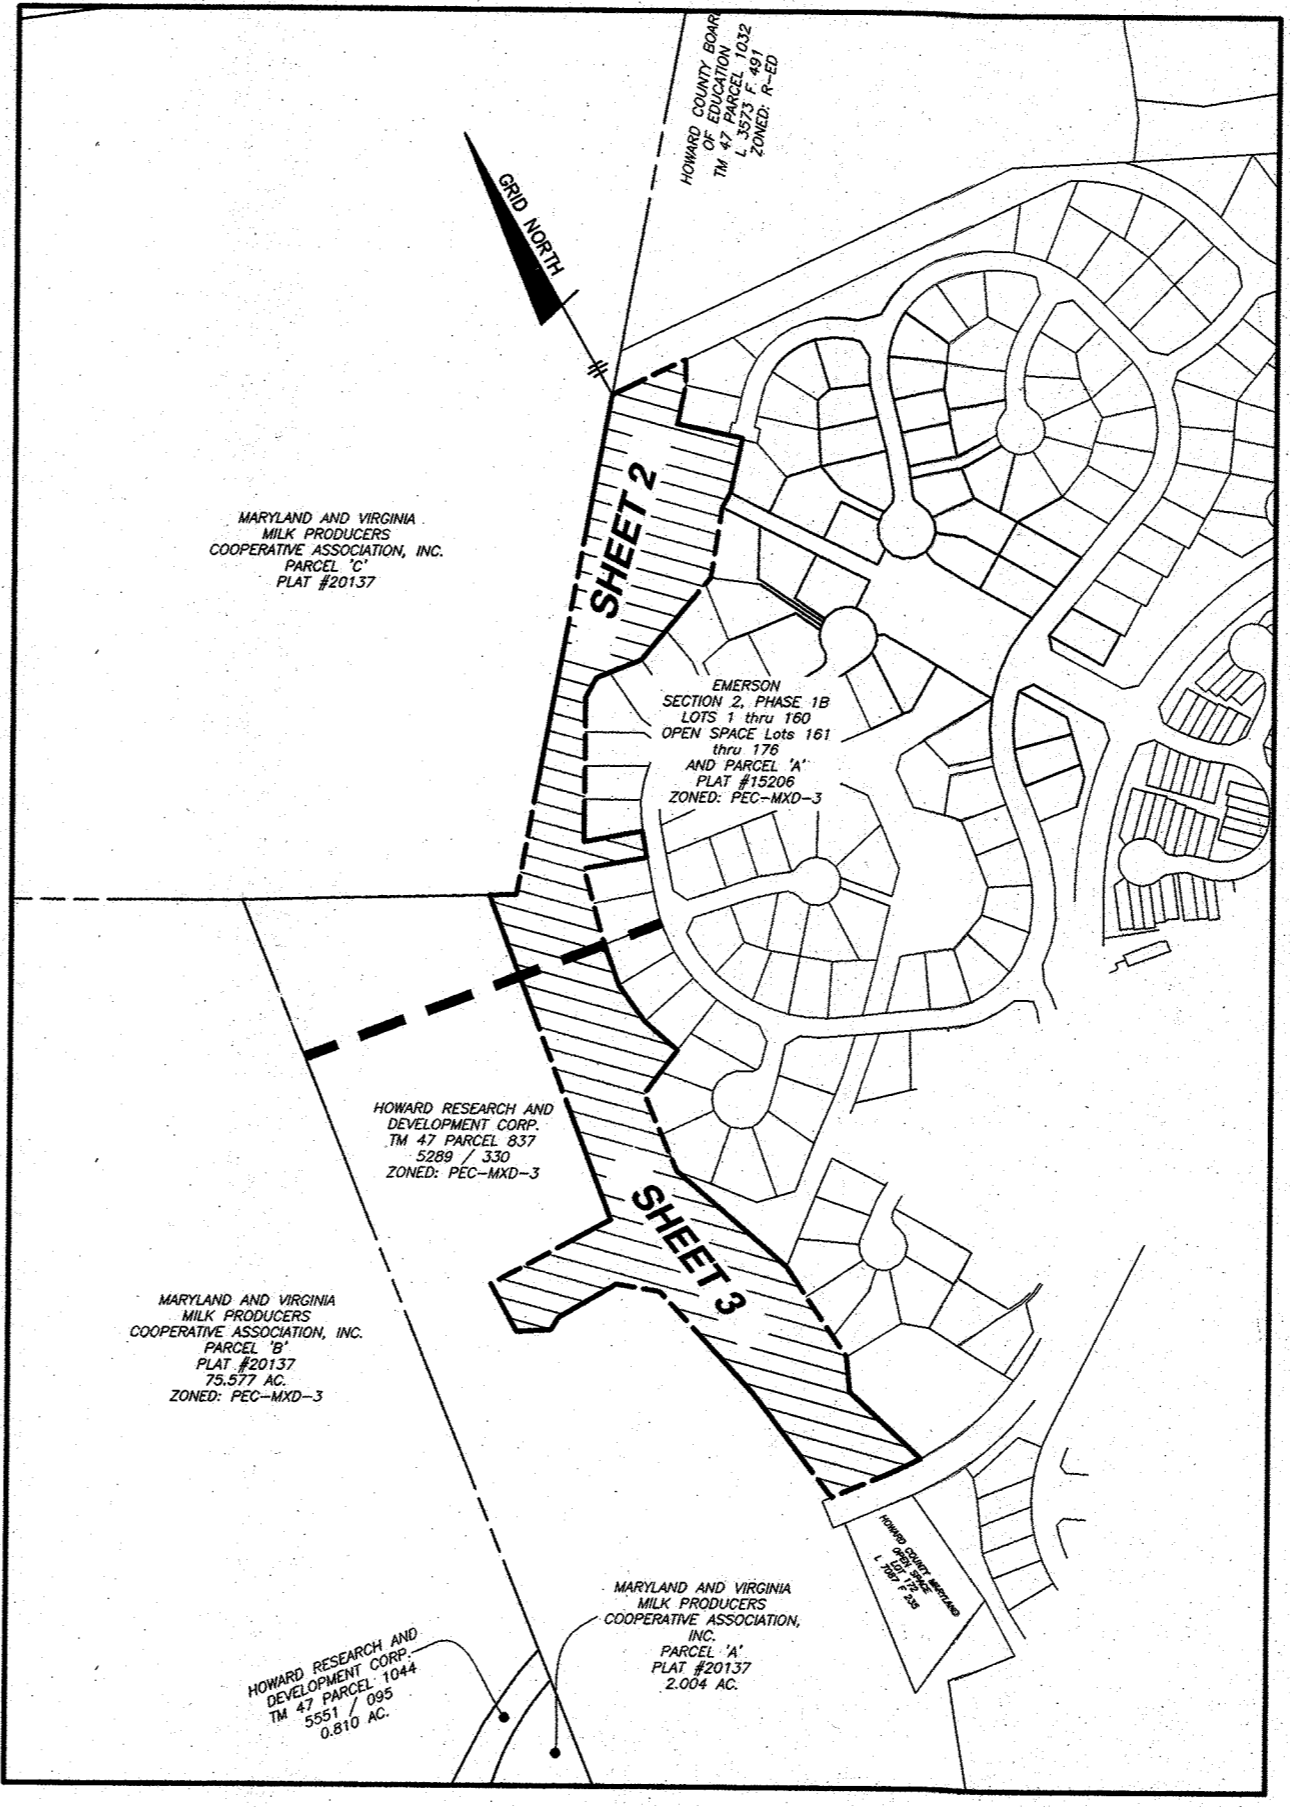 HOWARD COUNTY BOARD
OF EDUCATION
TM 47 PARCEL 1032
L 3573 F. 491
ZONED: R-ED
GRID NORTH
MARYLAND AND VIRGINIA
MILK PRODUCERS
COOPERATIVE ASSOCIATION, INC.
PARCEL 'C'
PLAT #20137
SHEET 2
EMERSON
SECTION 2, PHASE 1B
LOTS 1 thru 160
OPEN SPACE Lots 161
thru 176
AND PARCEL 'A'
PLAT #15206
ZONED: PEC-MXD-3
HOWARD RESEARCH AND
DEVELOPMENT CORP.
TM 47 PARCEL 837
5289 / 330
ZONED: PEC-MXD-3
SHEET 3
MARYLAND AND VIRGINIA
MILK PRODUCERS
COOPERATIVE ASSOCIATION, INC.
PARCEL 'B'
PLAT #20137
75.577 AC.
ZONED: PEC-MXD-3
HOWARD COUNTY MARYLAND
OPEN SPACE
LOT 172
L 7087 F 235
MARYLAND AND VIRGINIA
MILK PRODUCERS
COOPERATIVE ASSOCIATION,
INC.
PARCEL 'A'
PLAT #20137
2.004 AC.
HOWARD RESEARCH AND
DEVELOPMENT CORP.
TM 47 PARCEL 1044
5551 / 095
0.810 AC.